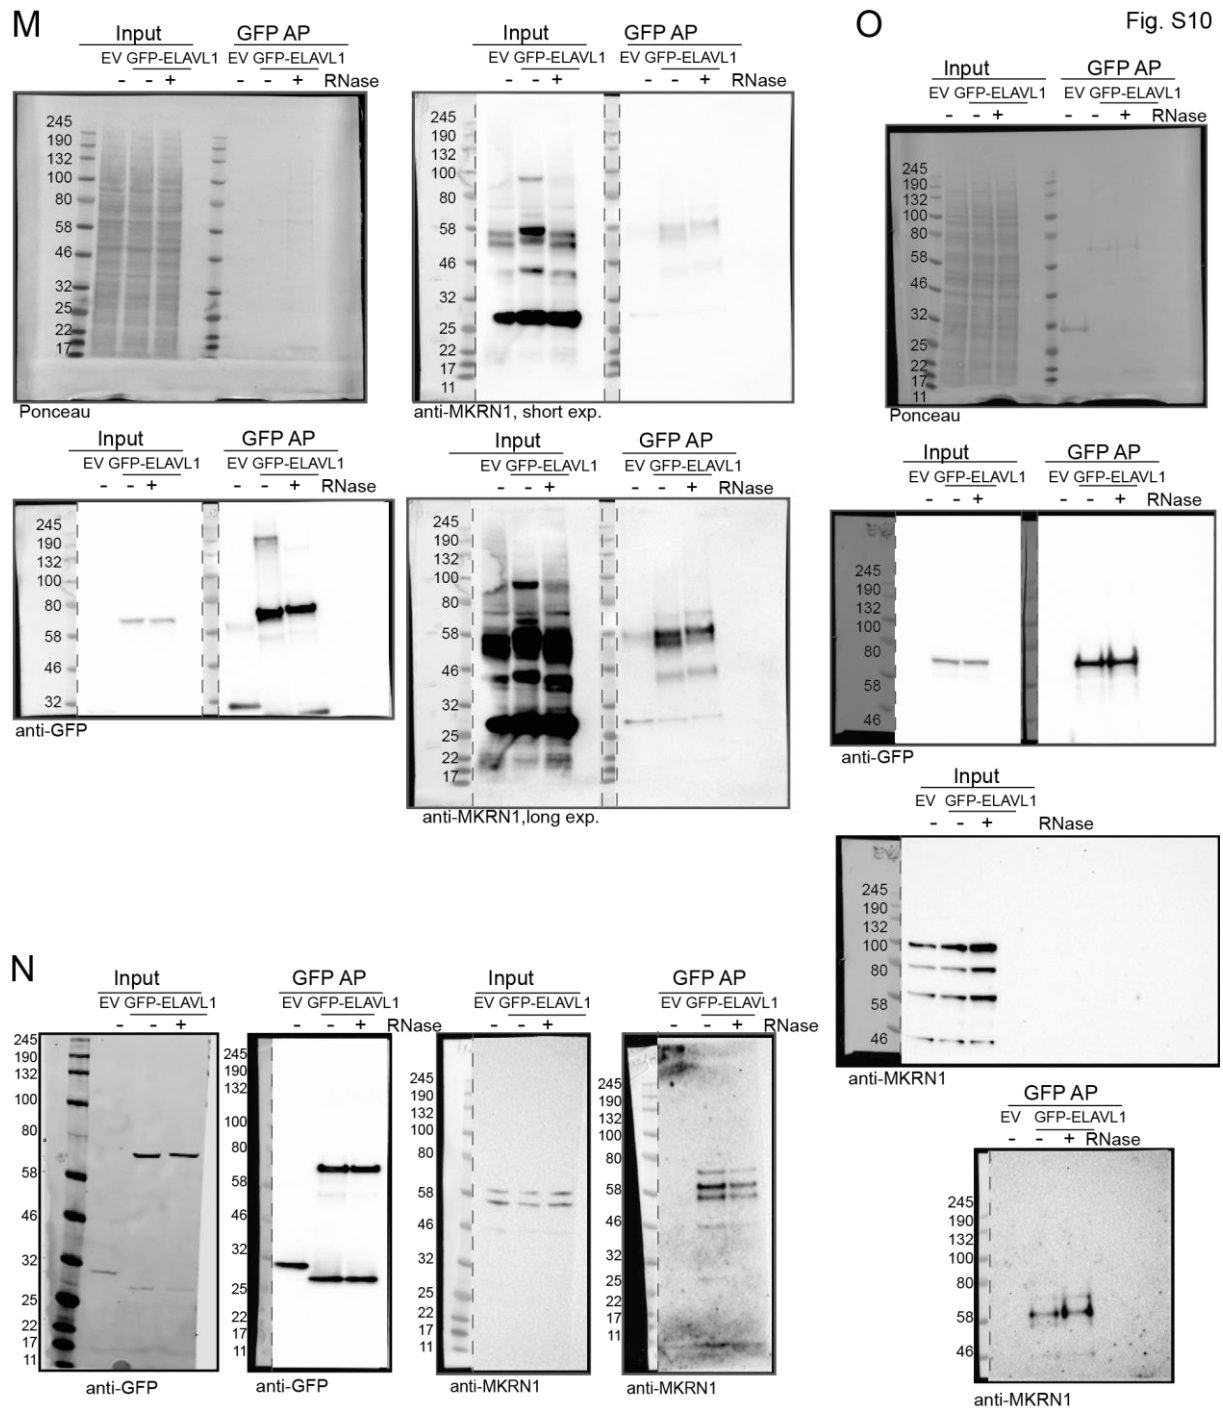 M
O
Fig. S10
Input
GFP AP
EV GFP-ELAVL1
EV GFP-ELAVL1
- - +
- - +
RNase
245
190
132
100
80
58
46
32
25
22
17
Ponceau
Input
GFP AP
EV GFP-ELAVL1
EV GFP-ELAVL1
- - +
- - +
RNase
245
190
132
100
80
58
46
32
25
22
17
11
anti-MKRN1, short exp.
Input
GFP AP
EV GFP-ELAVL1
EV GFP-ELAVL1
- - +
- - +
RNase
245
190
132
100
80
58
46
32
25
22
17
11
Ponceau
Input
GFP AP
EV GFP-ELAVL1
EV GFP-ELAVL1
- - +
- - +
RNase
245
190
132
100
80
58
46
32
anti-GFP
Input
GFP AP
EV GFP-ELAVL1
EV GFP-ELAVL1
- - +
- - +
RNase
245
190
132
100
80
58
46
32
25
22
17
anti-MKRN1,long exp.
Input
GFP AP
EV GFP-ELAVL1
EV GFP-ELAVL1
- - +
- - +
RNase
245
190
132
100
80
58
46
anti-GFP
Input
EV GFP-ELAVL1
- - +
RNase
245
190
132
100
80
58
46
anti-MKRN1
GFP AP
EV GFP-ELAVL1
- - + RNase
245
190
132
100
80
58
46
anti-MKRN1
N
Input
EV GFP-ELAVL1
- - +
245
190
132
100
80
58
46
32
25
22
17
11
anti-GFP
GFP AP
EV GFP-ELAVL1
- - + RNase
245
190
132
100
80
58
46
32
25
22
17
11
anti-GFP
Input
EV GFP-ELAVL1
- - +
245
190
132
100
80
58
46
32
25
22
17
11
anti-MKRN1
GFP AP
EV GFP-ELAVL1
- - + RNase
245
190
132
100
80
58
46
32
25
22
17
11
anti-MKRN1